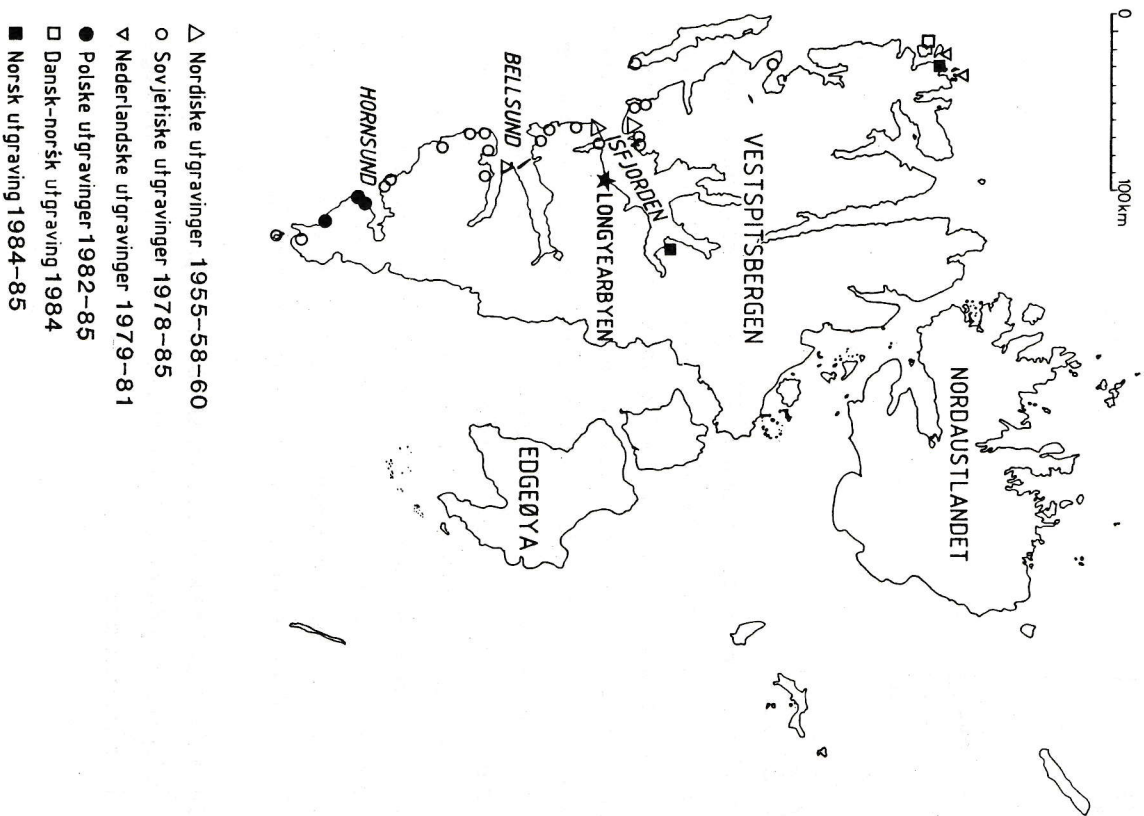 0
100km
NORDAUSTLANDET
VESTSPITSBERGEN
ISFJORDEN
LONGYEARBYEN
BELLSUND
HORNSUND
EDGEØYA
△ Nordiske utgravinger 1955–58–60
○ Sovjetiske utgravinger 1978–85
▽ Nederlandske utgravinger 1979–81
● Polske utgravinger 1982–85
□ Dansk-norsk utgraving 1984
■ Norsk utgraving 1984–85